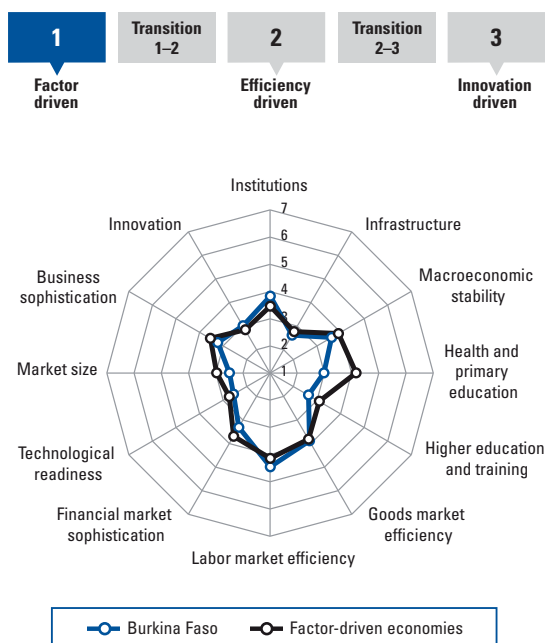 1
Transition
1–2
2
Transition
2–3
3
Factor
driven
Efficiency
driven
Innovation
driven
Institutions
Infrastructure
Macroeconomic
stability
Health and
primary
education
Higher education
and training
Goods market
efficiency
Labor market efficiency
Financial market
sophistication
Technological
readiness
Market size
Business
sophistication
Innovation
7
6
5
4
3
2
1
Burkina Faso
Factor-driven economies